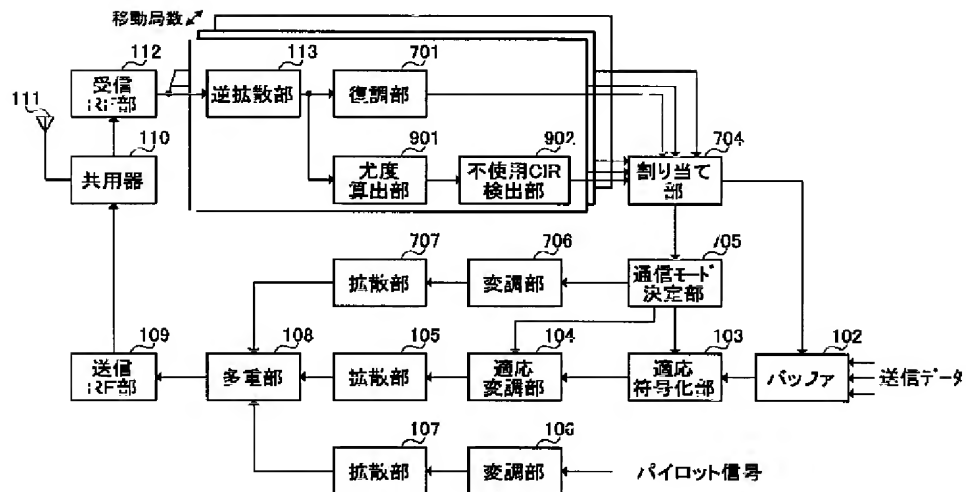 移動局数
112
受信
RF部
111
110
共用器
113
逆拡散部
701
復調部
901
尤度
算出部
902
不使用CIR
検出部
704
割り当て
部
707
拡散部
706
変調部
705
通信モード
決定部
109
送信
RF部
108
多重部
105
拡散部
104
適応
変調部
103
適応
符号化部
102
バッファ
送信データ
107
拡散部
106
変調部
パイロット信号